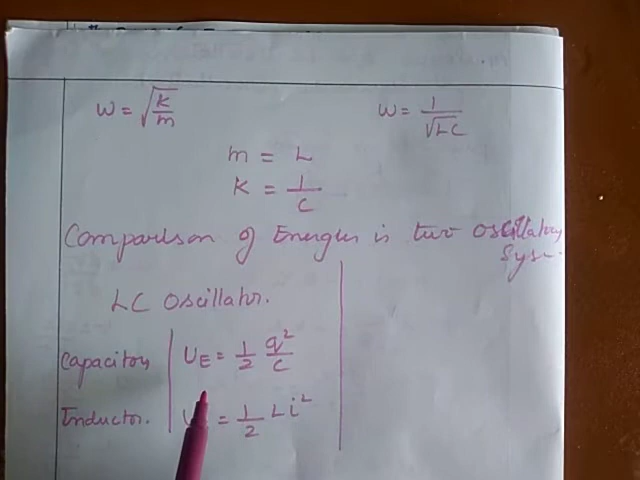 ω = √(k/m) ω = 1/√LC
m = L
k = 1/C
Comparison of Energies in two Oscillatory
Sys
LC Oscillator.
Capacitor U_E = 1/2 q²/C
Inductor. U = 1/2 Li²